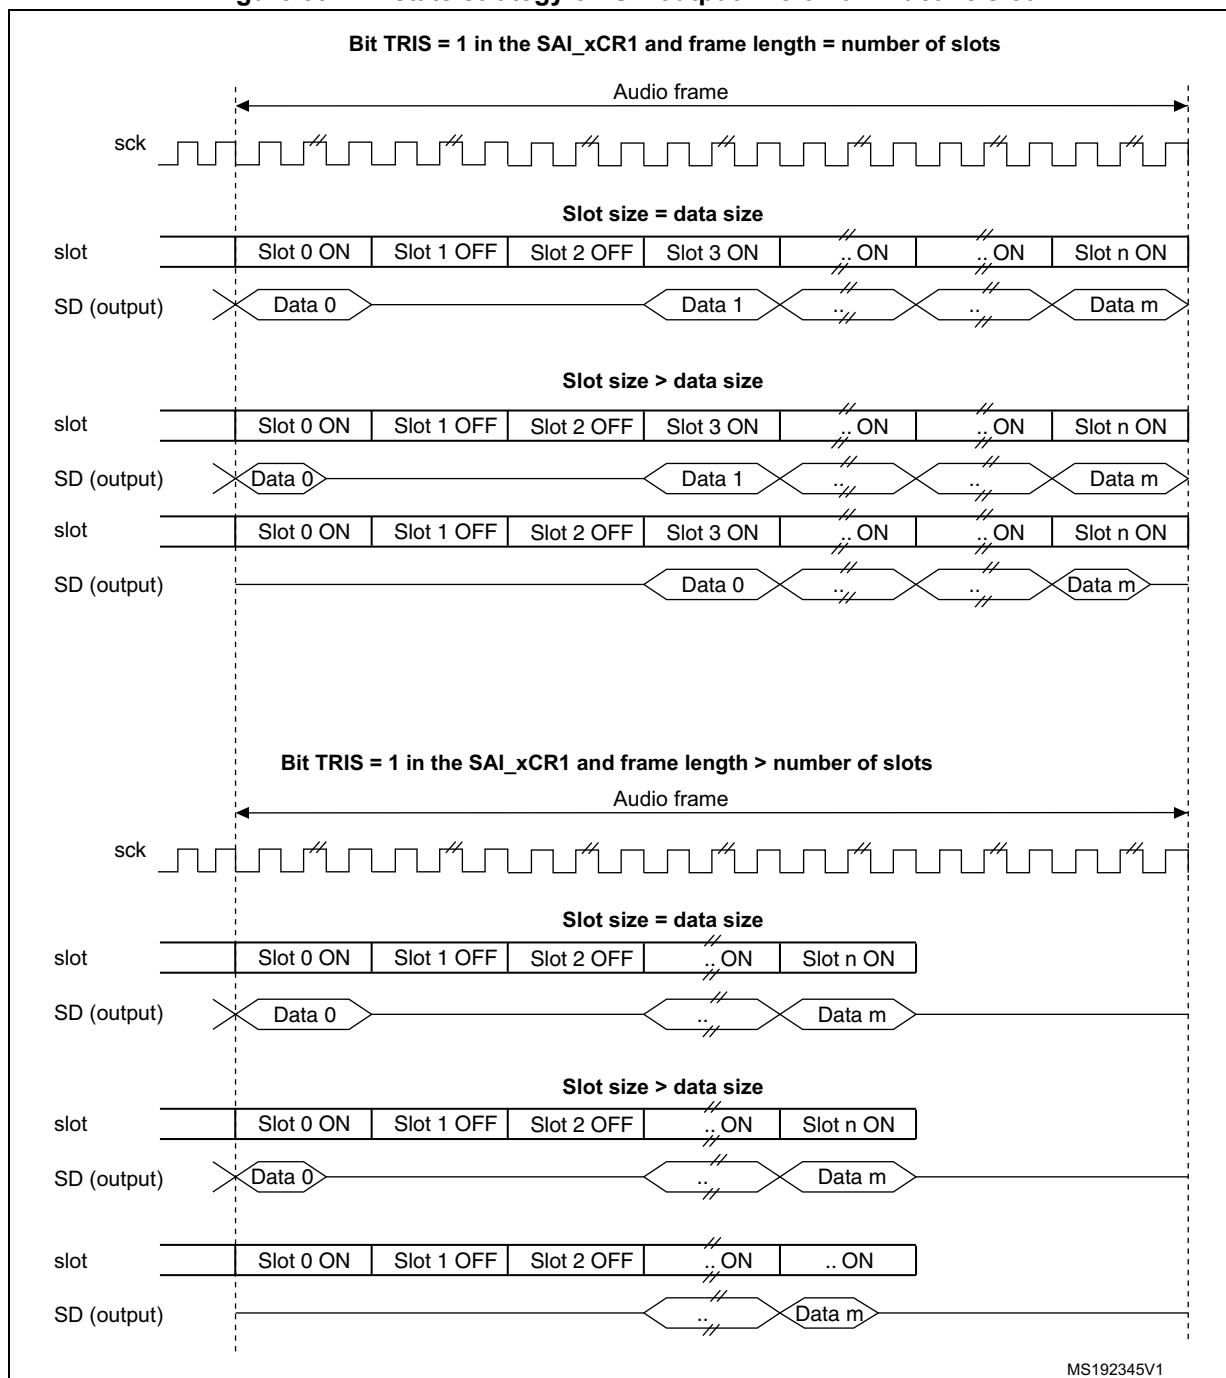 Bit TRIS = 1 in the SAI_xCR1 and frame length = number of slots
Audio frame
sck
Slot size = data size
slot Slot 0 ON Slot 1 OFF Slot 2 OFF Slot 3 ON .. ON .. ON Slot n ON
SD (output) Data 0 Data 1 .. .. Data m
Slot size > data size
slot Slot 0 ON Slot 1 OFF Slot 2 OFF Slot 3 ON .. ON .. ON Slot n ON
SD (output) Data 0 Data 1 .. .. Data m
slot Slot 0 ON Slot 1 OFF Slot 2 OFF Slot 3 ON .. ON .. ON Slot n ON
SD (output) Data 0 .. .. Data m
Bit TRIS = 1 in the SAI_xCR1 and frame length > number of slots
Audio frame
sck
Slot size = data size
slot Slot 0 ON Slot 1 OFF Slot 2 OFF .. ON Slot n ON
SD (output) Data 0 .. Data m
Slot size > data size
slot Slot 0 ON Slot 1 OFF Slot 2 OFF .. ON Slot n ON
SD (output) Data 0 .. Data m
slot Slot 0 ON Slot 1 OFF Slot 2 OFF .. ON .. ON
SD (output) .. Data m
MS192345V1